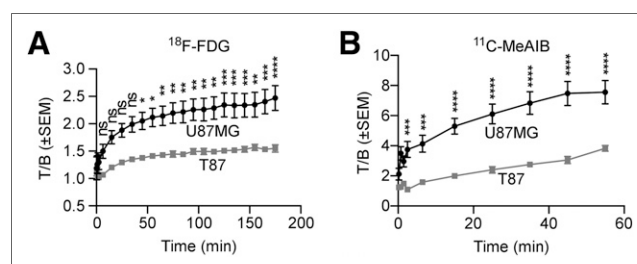 A
¹⁸F-FDG
T/B (±SEM)
3.0
2.5
2.0
1.5
1.0
0.5
ns
ns
ns
ns
*
*
**
**
**
**
**
***
***
***
**
***
****
U87MG
T87
0
50
100
150
200
Time (min)
B
¹¹C-MeAIB
T/B (±SEM)
8
6
4
2
0
***
***
****
****
****
****
****
U87MG
T87
0
20
40
60
Time (min)